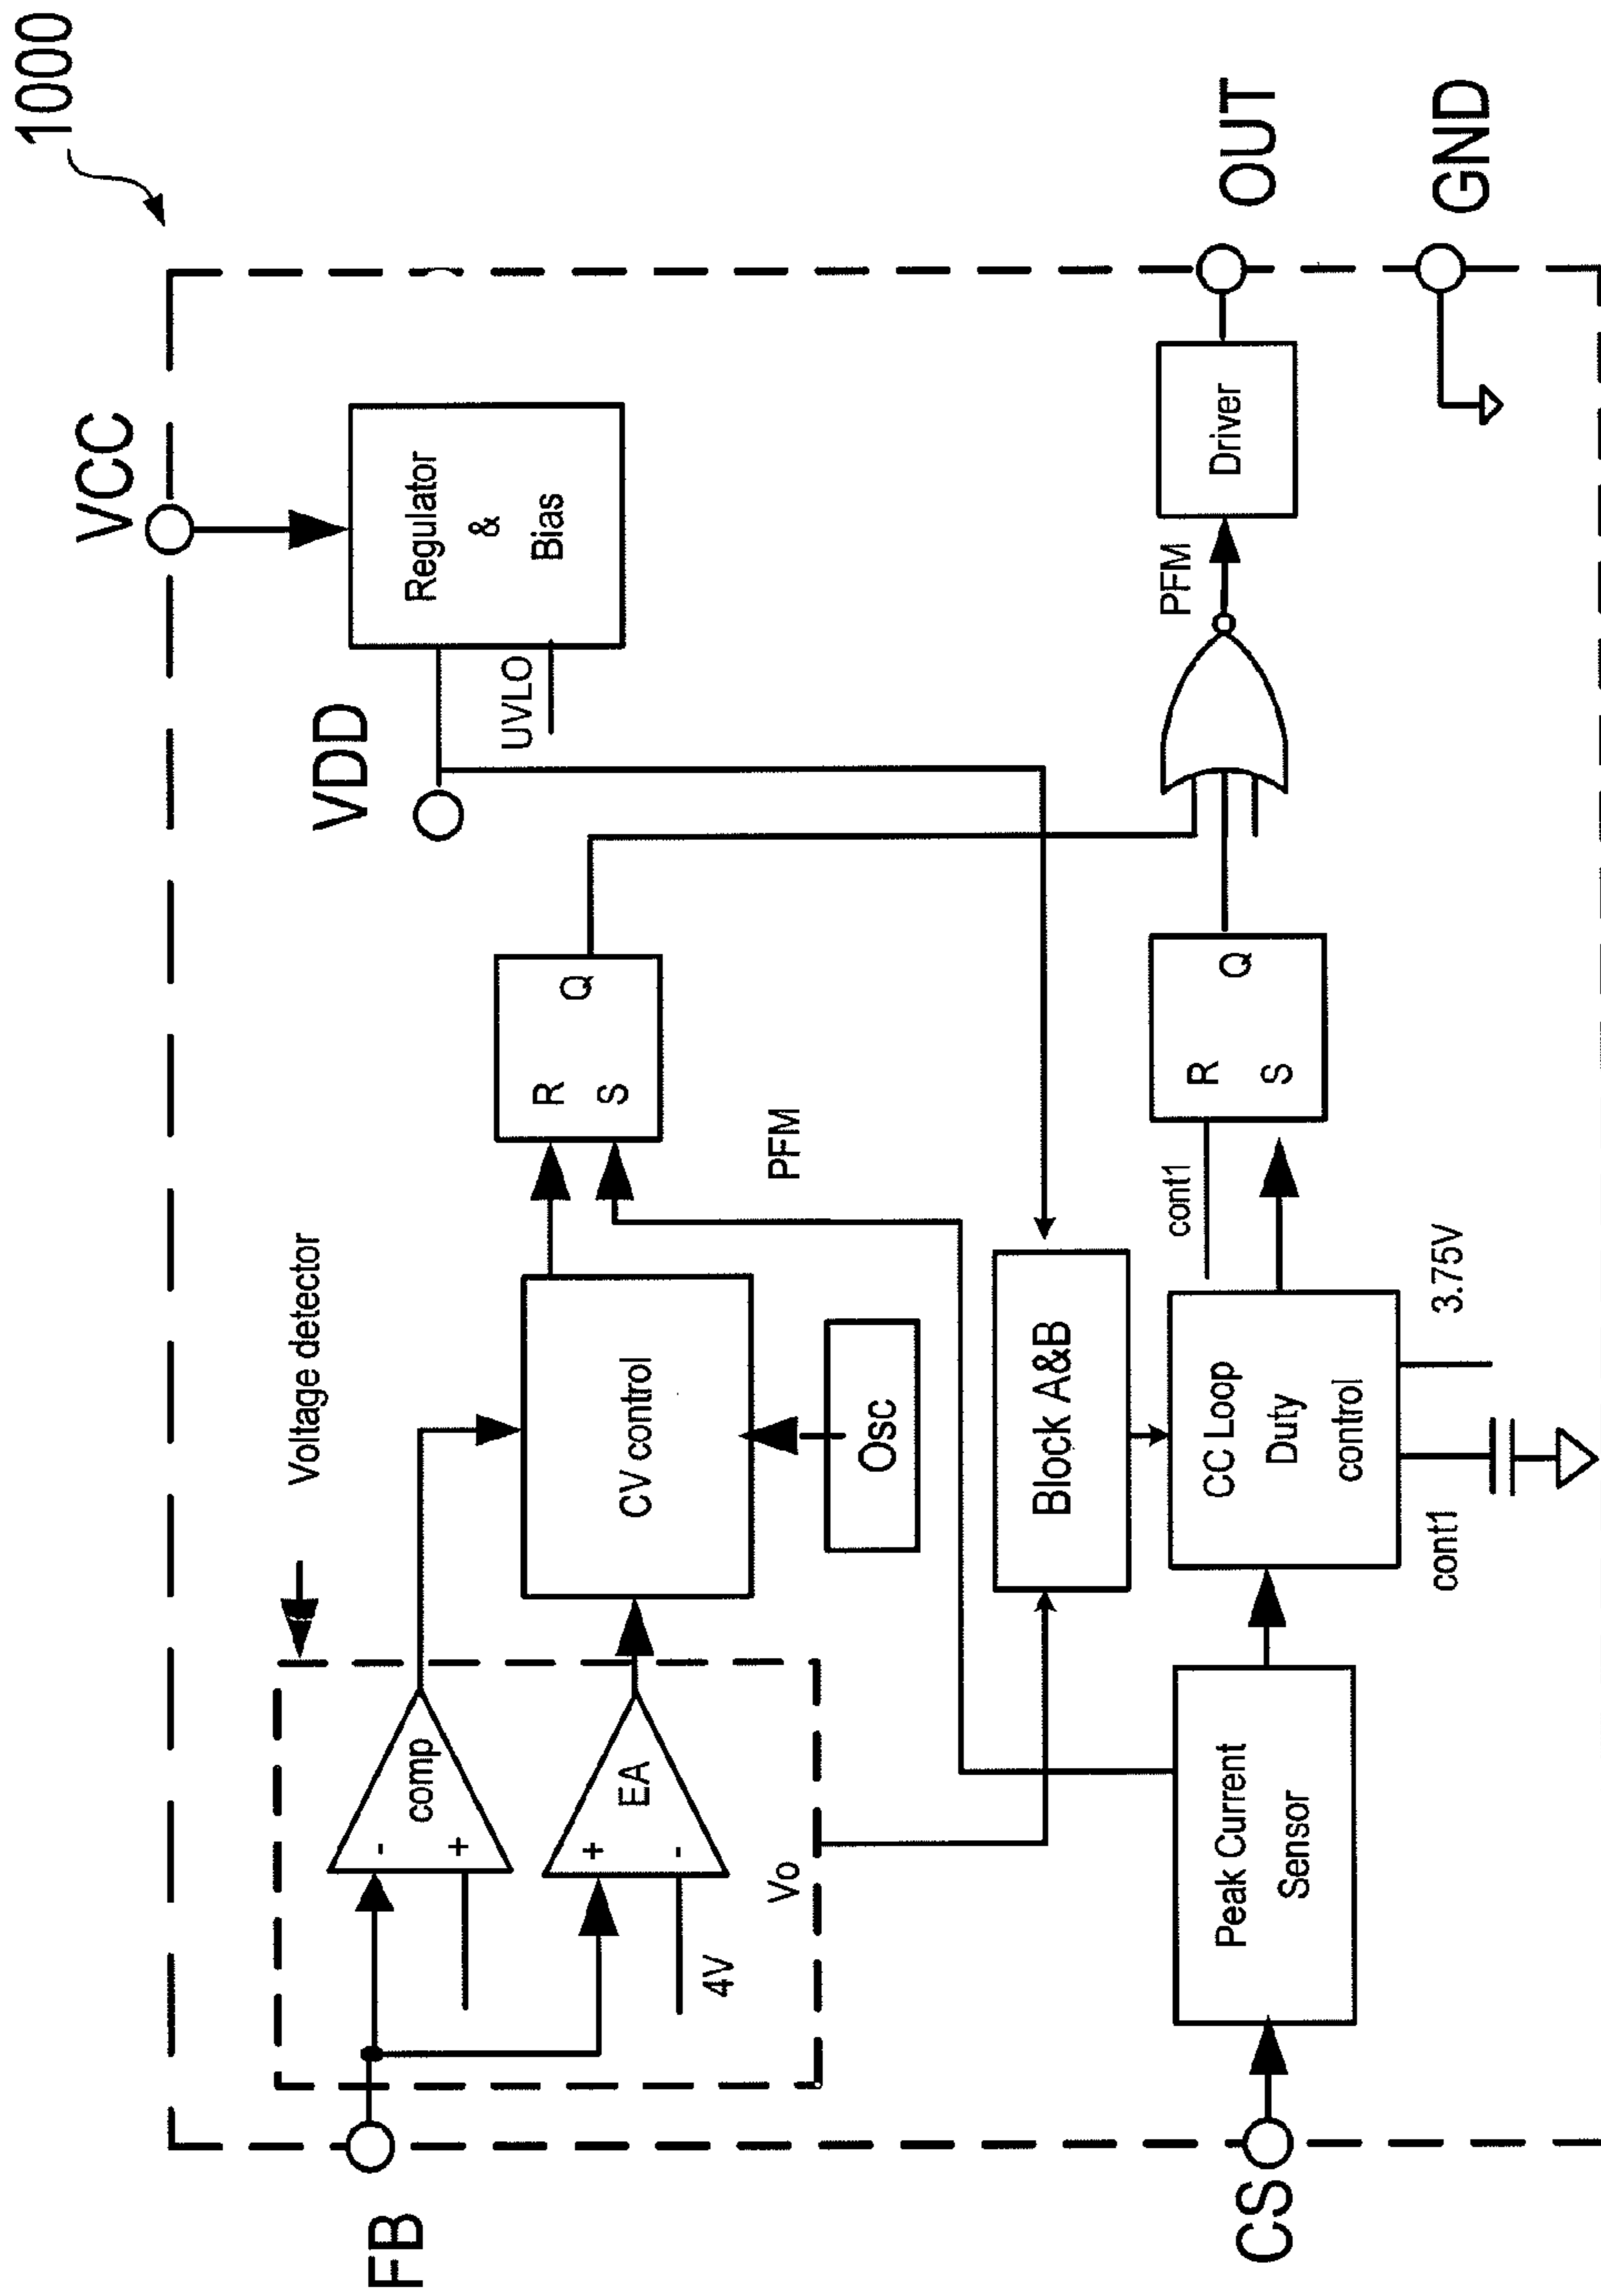 1000
VCC
Regulator
&
Bias
VDD
UVLO
Voltage detector
FB
-
comp
+
+
EA
-
4V
Vo
CV control
Osc
R
S
Q
PFM
Block A&B
CS
Peak Current
Sensor
CC Loop
Duty
control
cont1
3.75V
cont1
R
S
Q
PFM
Driver
OUT
GND